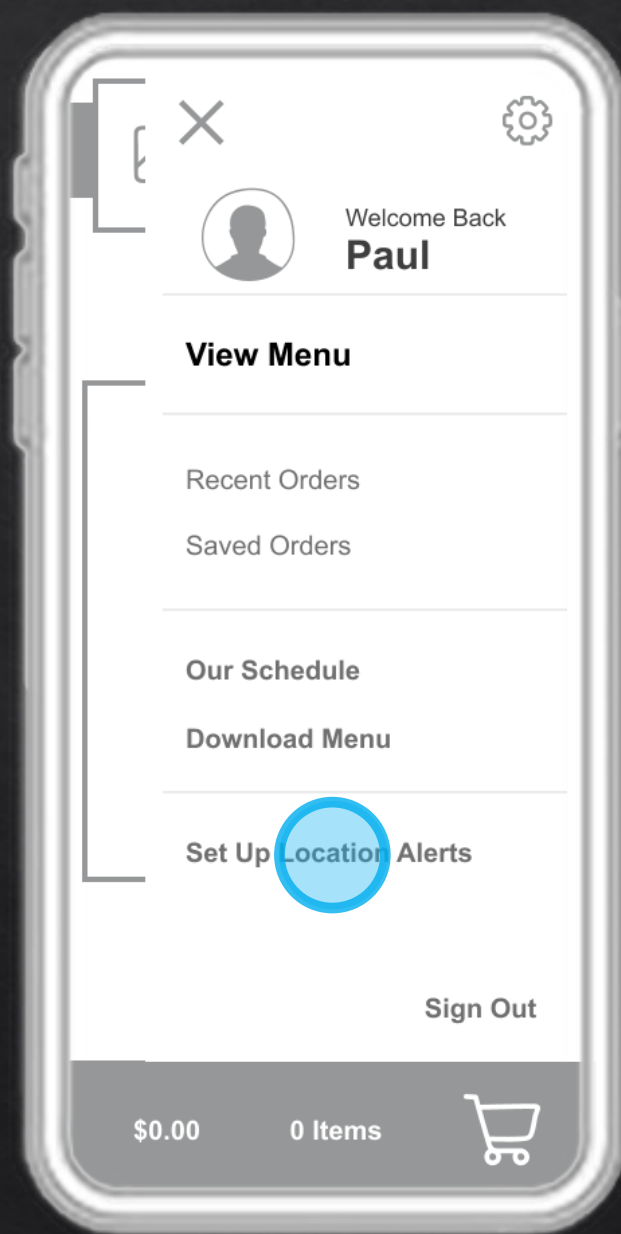 Welcome Back
Paul
View Menu
Recent Orders
Saved Orders
Our Schedule
Download Menu
Set Up Location Alerts
Sign Out
$0.00 0 Items